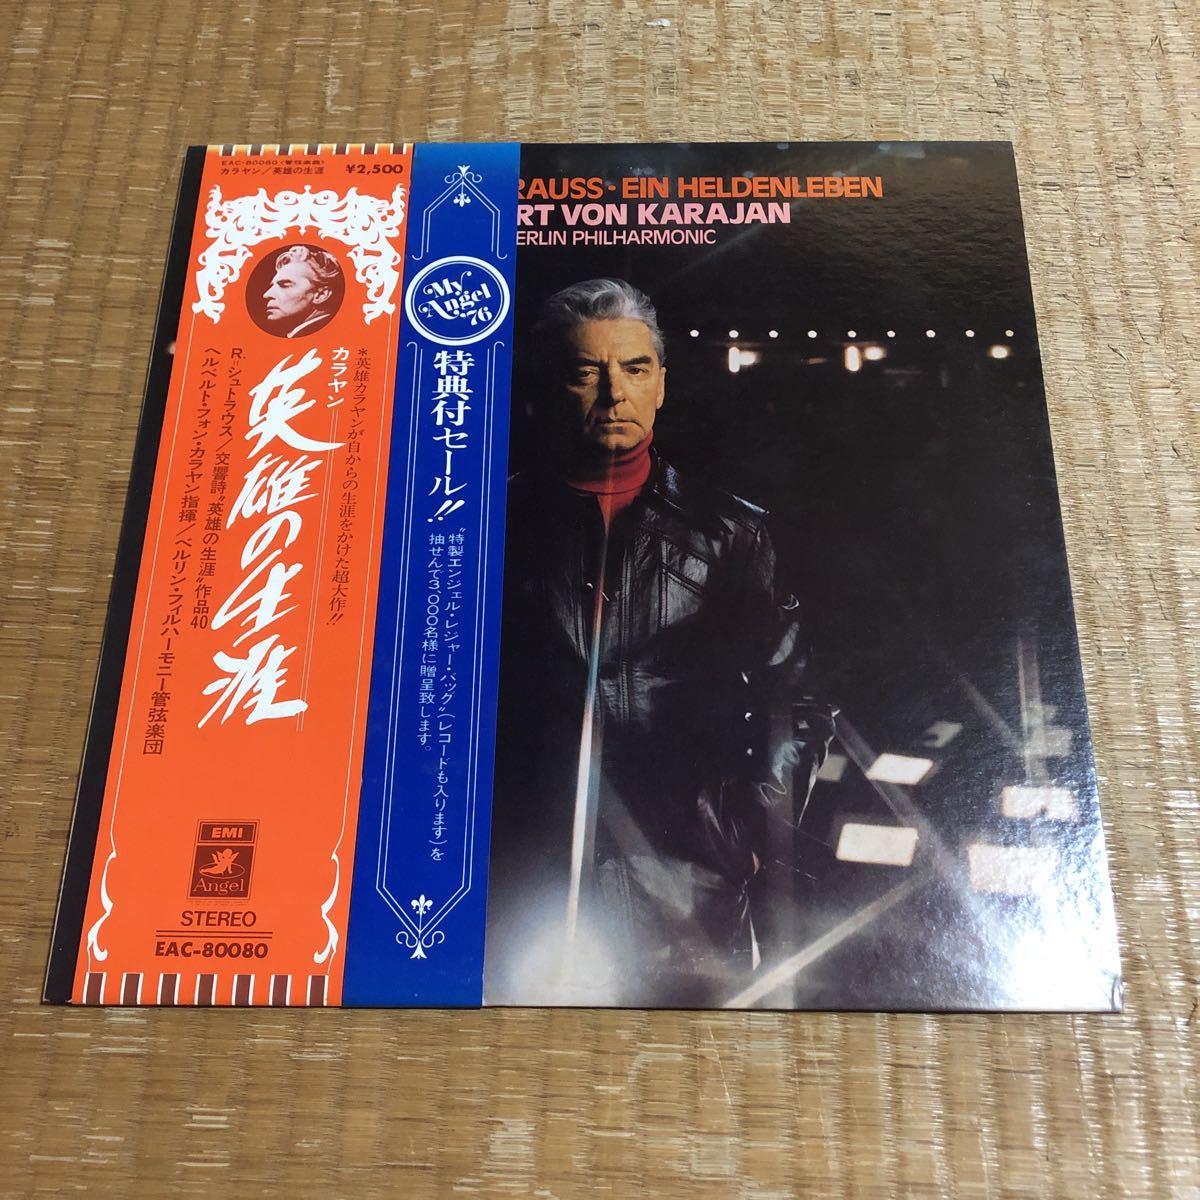 EAC-80080〈管弦楽曲〉
カラヤン/英雄の生涯
¥2,500
カラヤン
英雄の生涯
*英雄カラヤンが自からの生涯をかけた超大作!!
R.=シュトラウス/交響詩“英雄の生涯”作品40
ヘルベルト・フォン・カラヤン指揮/ベルリン・フィルハーモニー管弦楽団
EMI
Angel
STEREO
EAC-80080
My
Angel
'76
特典付セール!!
“特製エンジェル・レジャー・バッグ”(レコードも入ります)を
抽せんで3,000名様に贈呈致します。
RAUSS・EIN HELDENLEBEN
RT VON KARAJAN
ERLIN PHILHARMONIC